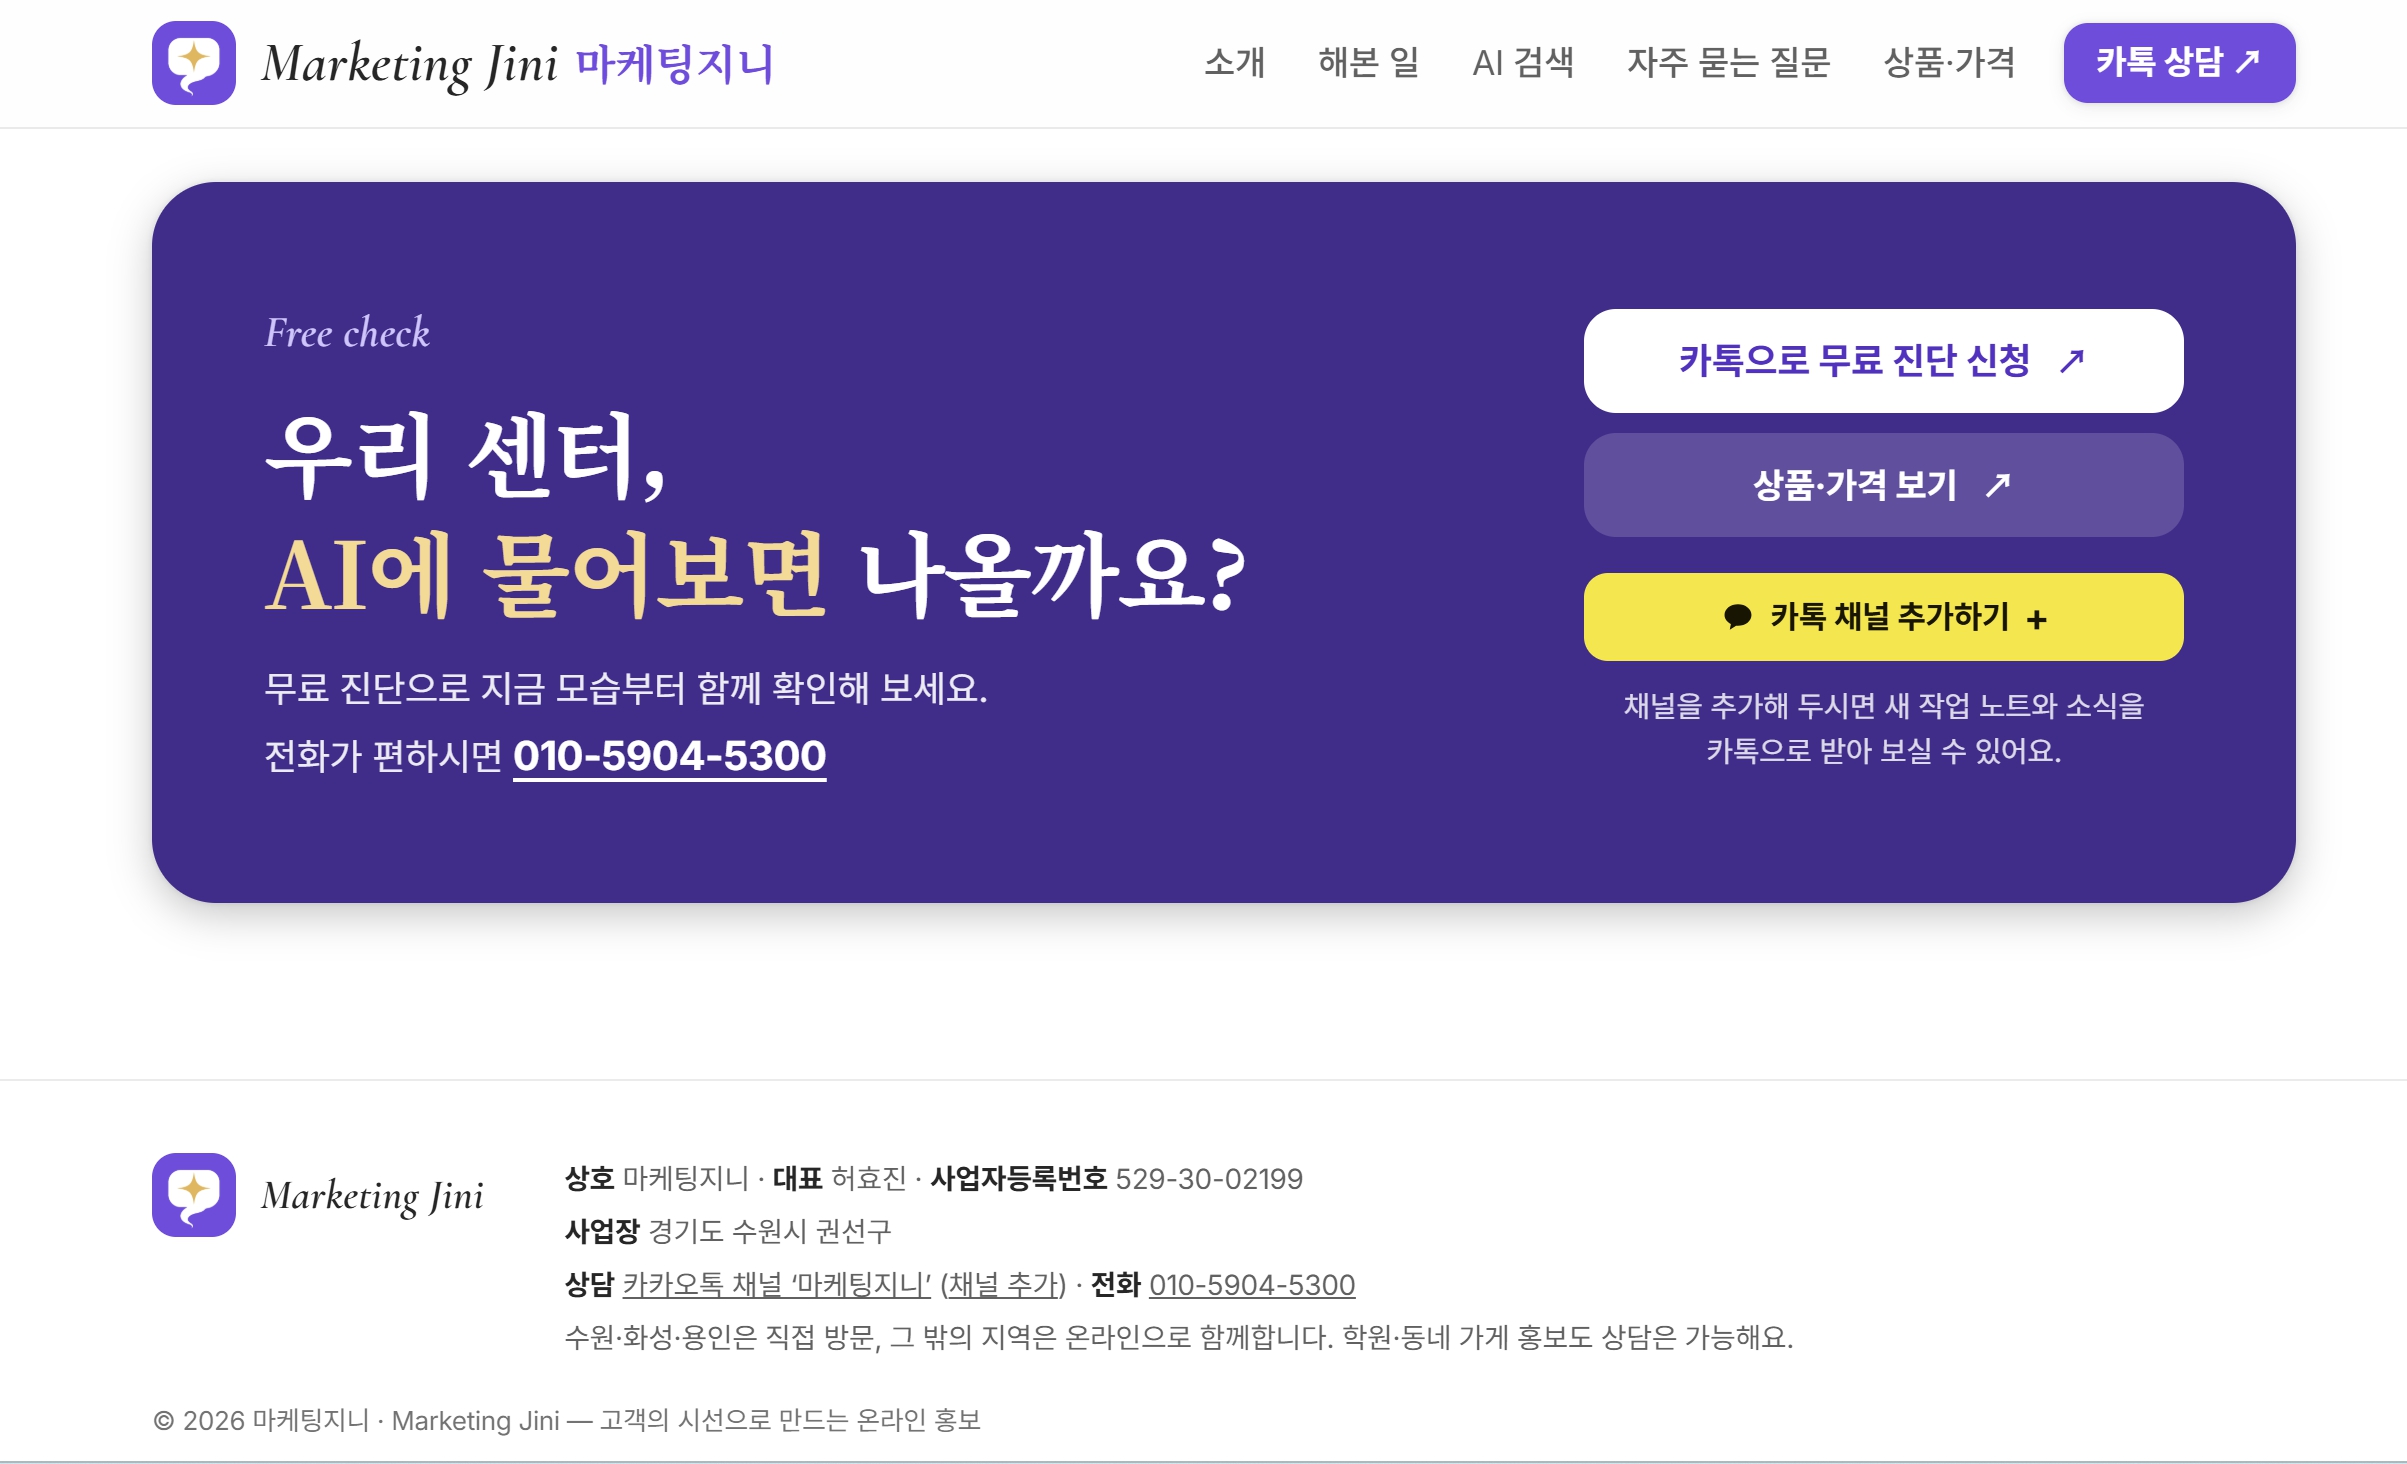 Marketing Jini 마케팅지니
소개 해본 일 AI 검색 자주 묻는 질문 상품·가격 카톡 상담 ↗
Free check
우리 센터,
AI에 물어보면 나올까요?
무료 진단으로 지금 모습부터 함께 확인해 보세요.
전화가 편하시면 010-5904-5300
카톡으로 무료 진단 신청 ↗
상품·가격 보기 ↗
카톡 채널 추가하기 +
채널을 추가해 두시면 새 작업 노트와 소식을
카톡으로 받아 보실 수 있어요.
Marketing Jini
상호 마케팅지니 · 대표 허효진 · 사업자등록번호 529-30-02199
사업장 경기도 수원시 권선구
상담 카카오톡 채널 ‘마케팅지니’ (채널 추가) · 전화 010-5904-5300
수원·화성·용인은 직접 방문, 그 밖의 지역은 온라인으로 함께합니다. 학원·동네 가게 홍보도 상담은 가능해요.
© 2026 마케팅지니 · Marketing Jini — 고객의 시선으로 만드는 온라인 홍보